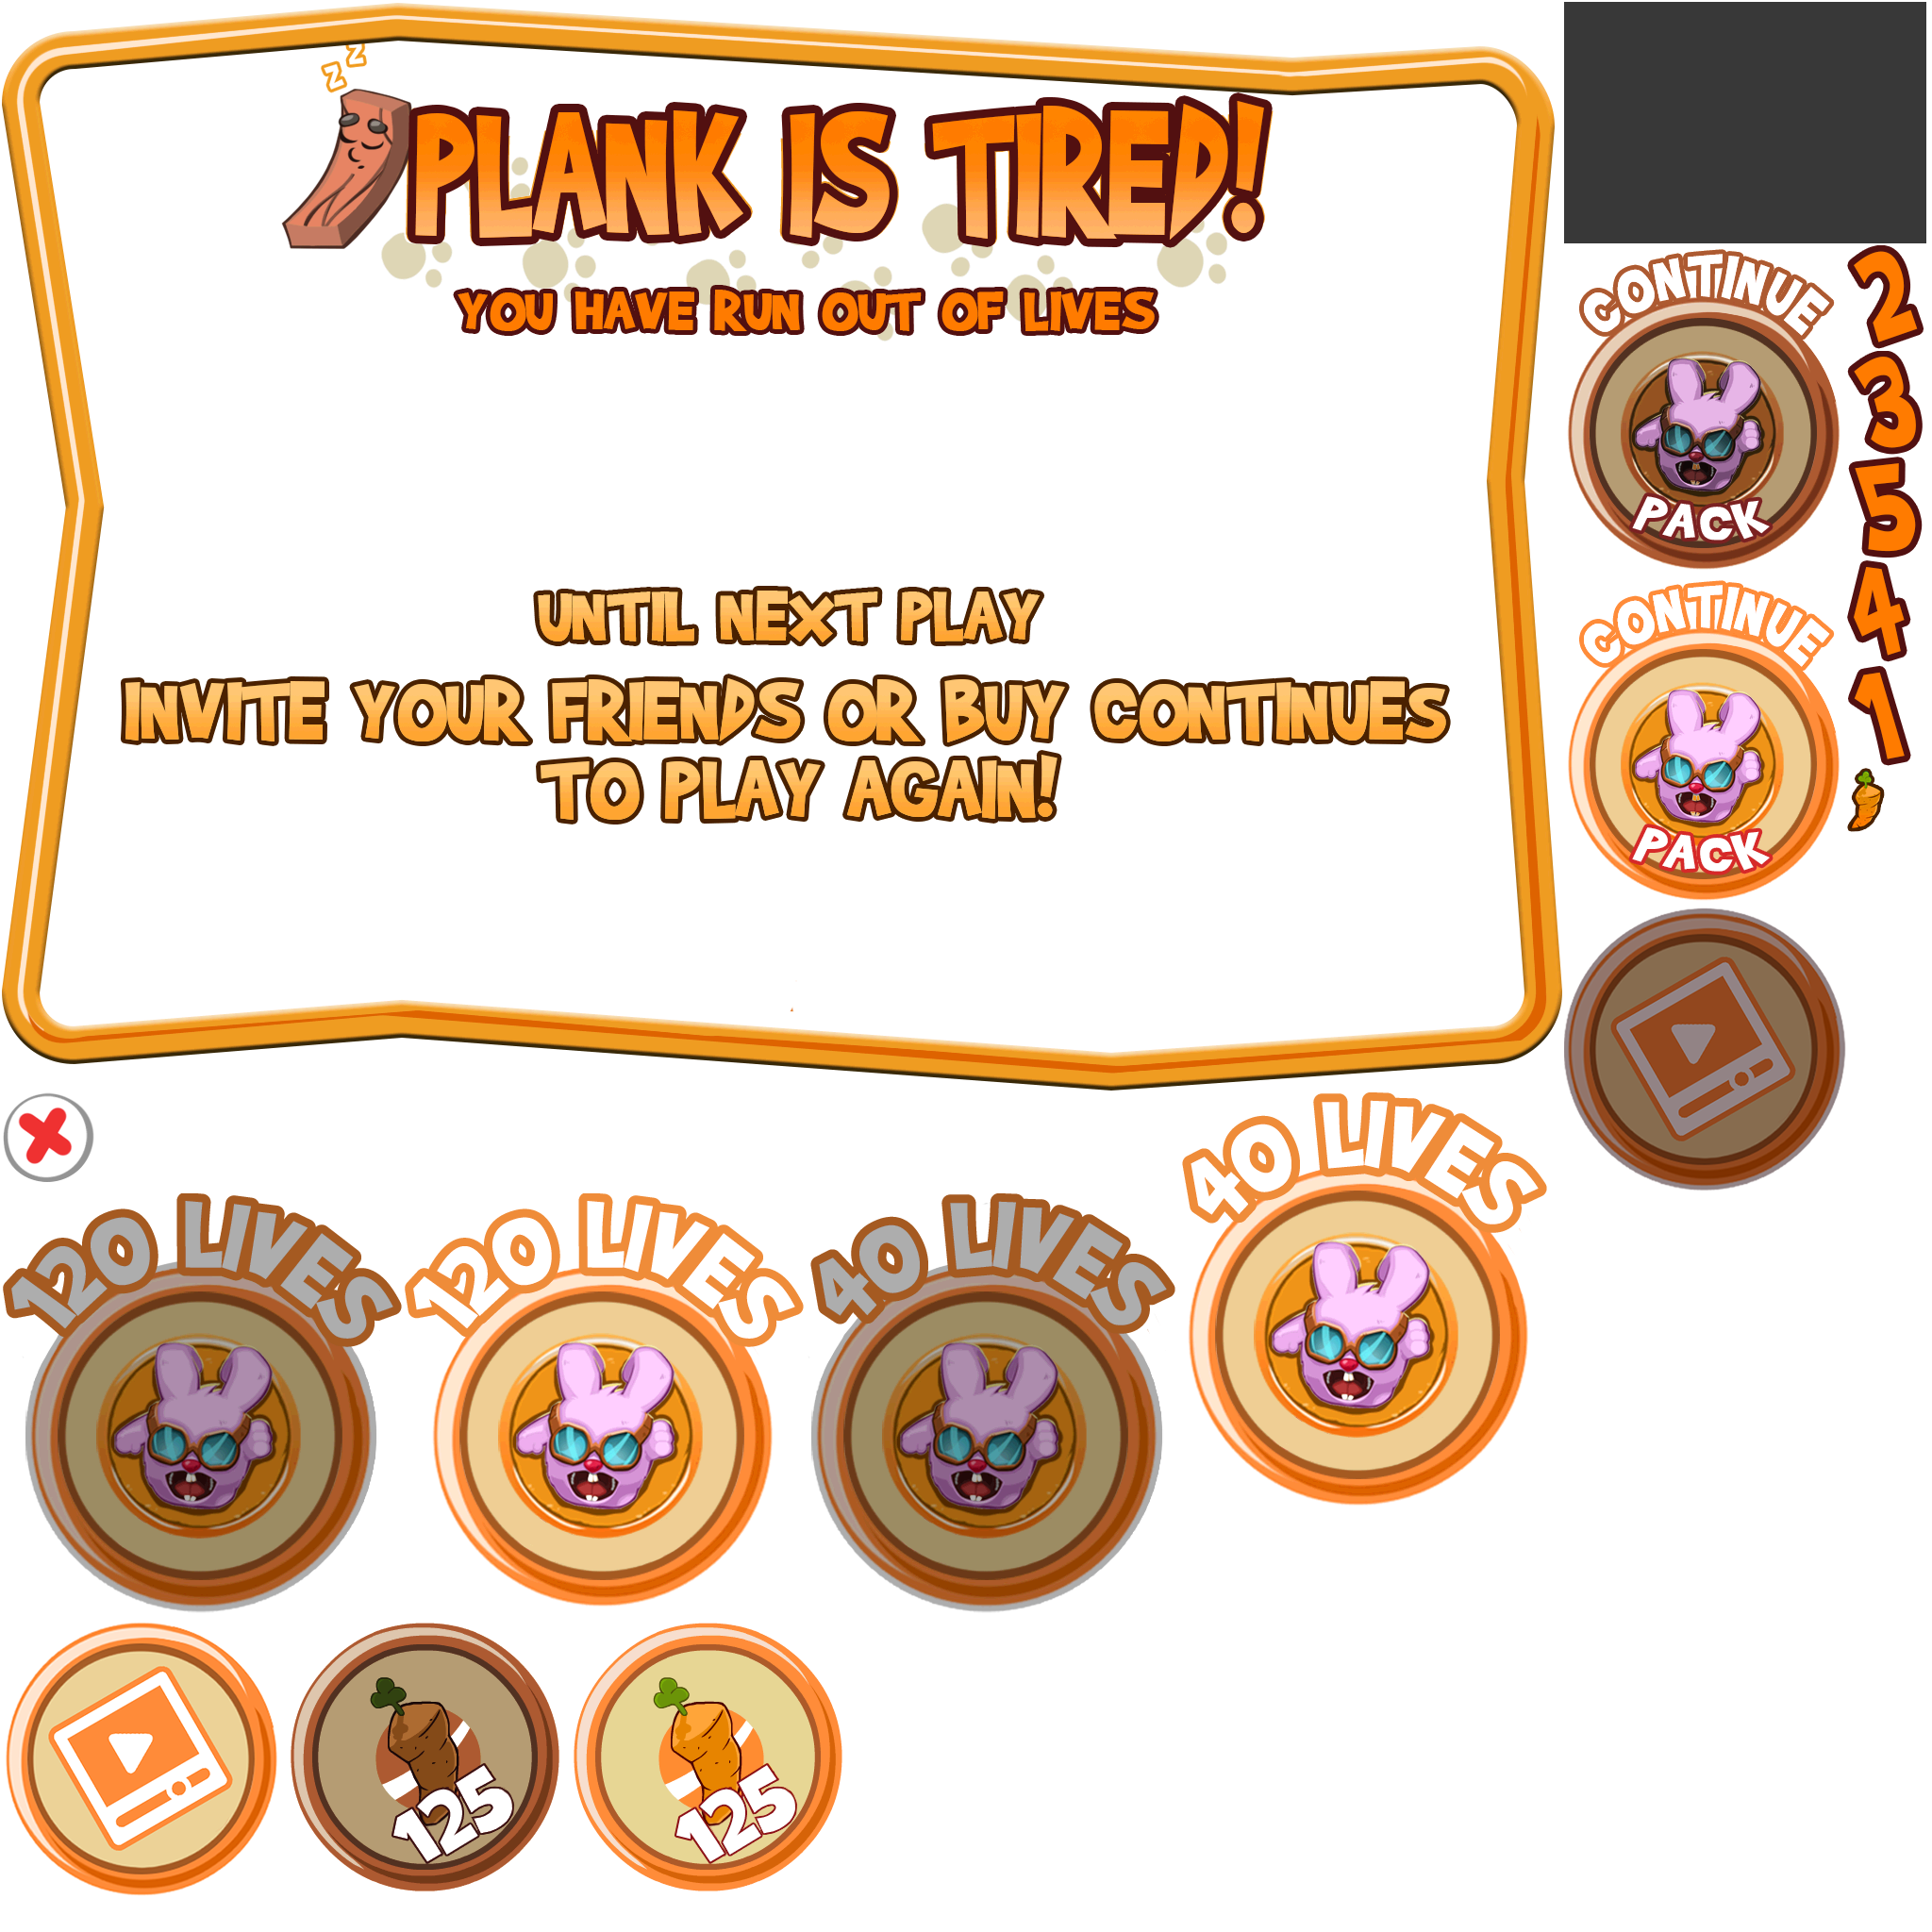 z z
PLANK IS TIRED!
YOU HAVE RUN OUT OF LIVES
UNTIL NEXT PLAY
INVITE YOUR FRIENDS OR BUY CONTINUES
TO PLAY AGAIN!
CONTINUE
PACK
CONTINUE
PACK
2
3
5
4
1
120 LIVES
120 LIVES
40 LIVES
40 LIVES
125
125